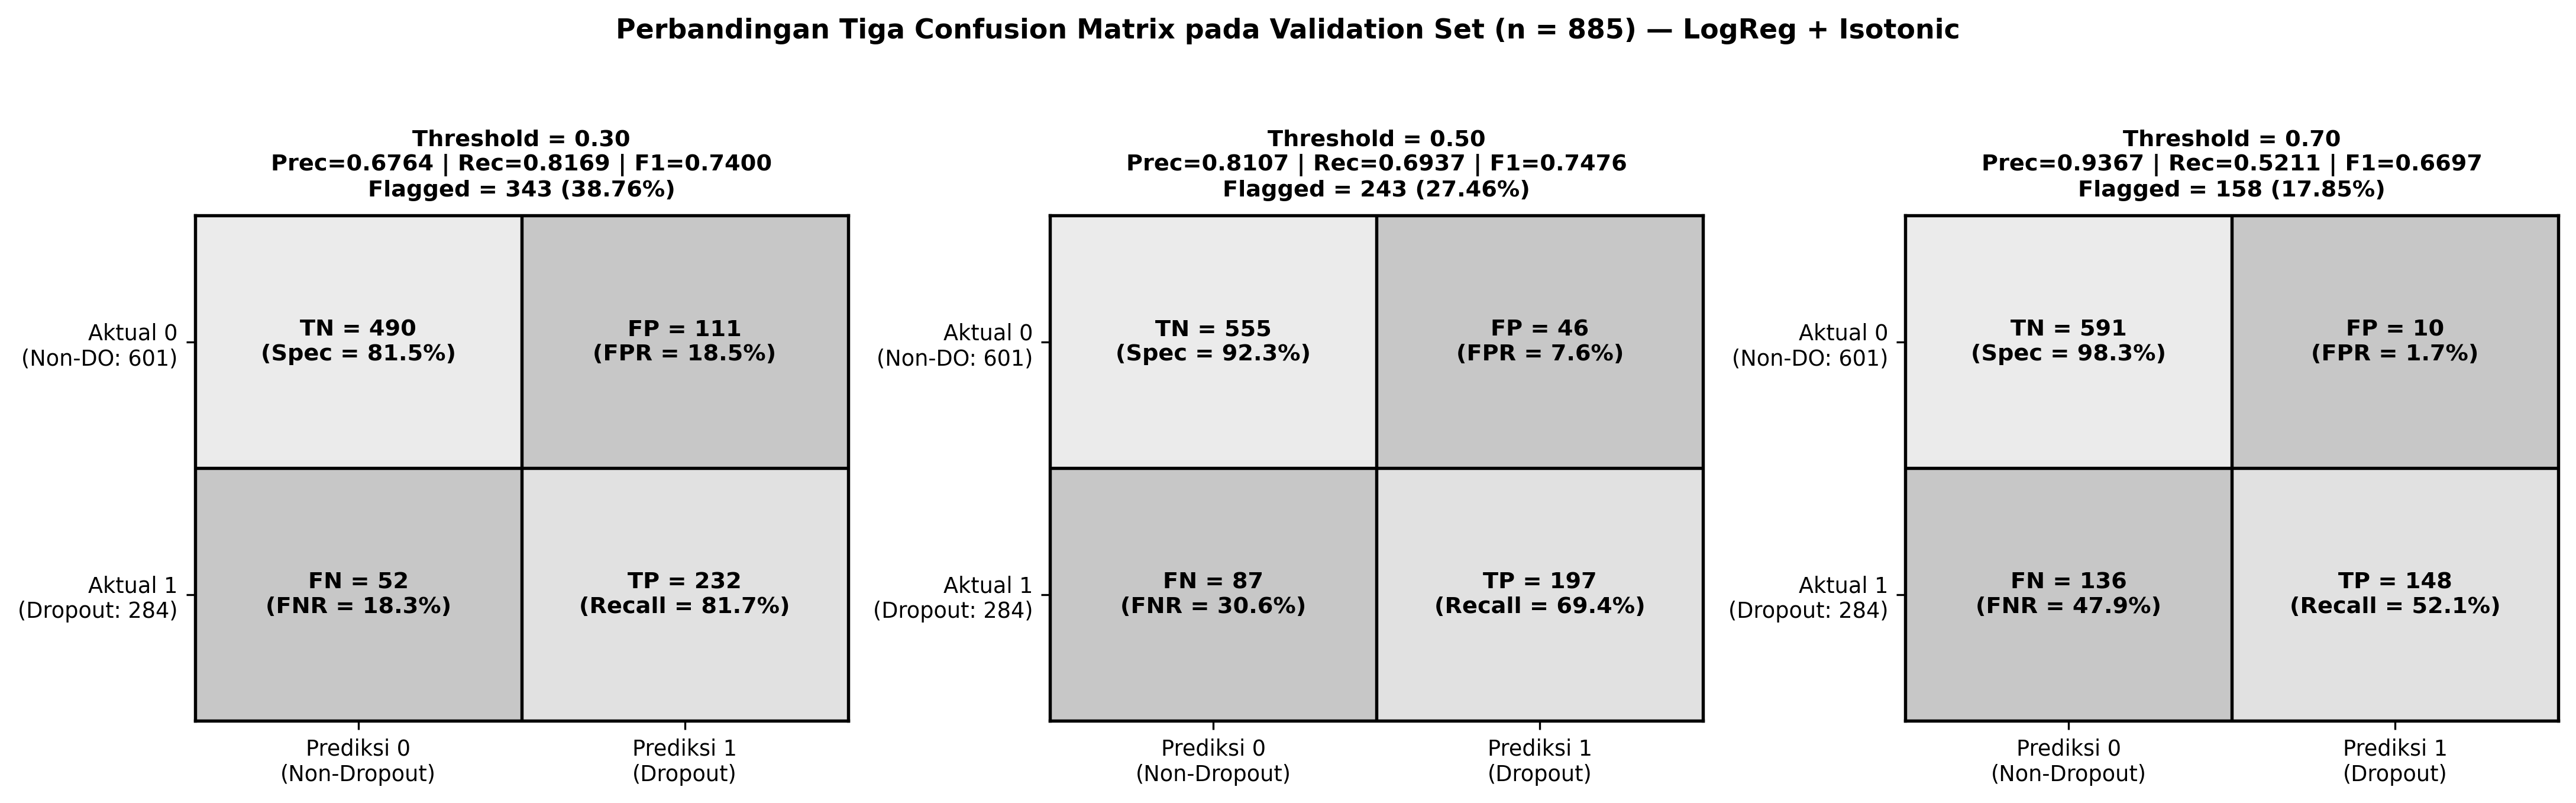 Perbandingan Tiga Confusion Matrix pada Validation Set (n = 885) — LogReg + Isotonic
Threshold = 0.30
Prec=0.6764 | Rec=0.8169 | F1=0.7400
Flagged = 343 (38.76%)
Aktual 0
(Non-DO: 601)
TN = 490
(Spec = 81.5%)
FP = 111
(FPR = 18.5%)
Aktual 1
(Dropout: 284)
FN = 52
(FNR = 18.3%)
TP = 232
(Recall = 81.7%)
Prediksi 0
(Non-Dropout)
Prediksi 1
(Dropout)
Threshold = 0.50
Prec=0.8107 | Rec=0.6937 | F1=0.7476
Flagged = 243 (27.46%)
Aktual 0
(Non-DO: 601)
TN = 555
(Spec = 92.3%)
FP = 46
(FPR = 7.6%)
Aktual 1
(Dropout: 284)
FN = 87
(FNR = 30.6%)
TP = 197
(Recall = 69.4%)
Prediksi 0
(Non-Dropout)
Prediksi 1
(Dropout)
Threshold = 0.70
Prec=0.9367 | Rec=0.5211 | F1=0.6697
Flagged = 158 (17.85%)
Aktual 0
(Non-DO: 601)
TN = 591
(Spec = 98.3%)
FP = 10
(FPR = 1.7%)
Aktual 1
(Dropout: 284)
FN = 136
(FNR = 47.9%)
TP = 148
(Recall = 52.1%)
Prediksi 0
(Non-Dropout)
Prediksi 1
(Dropout)